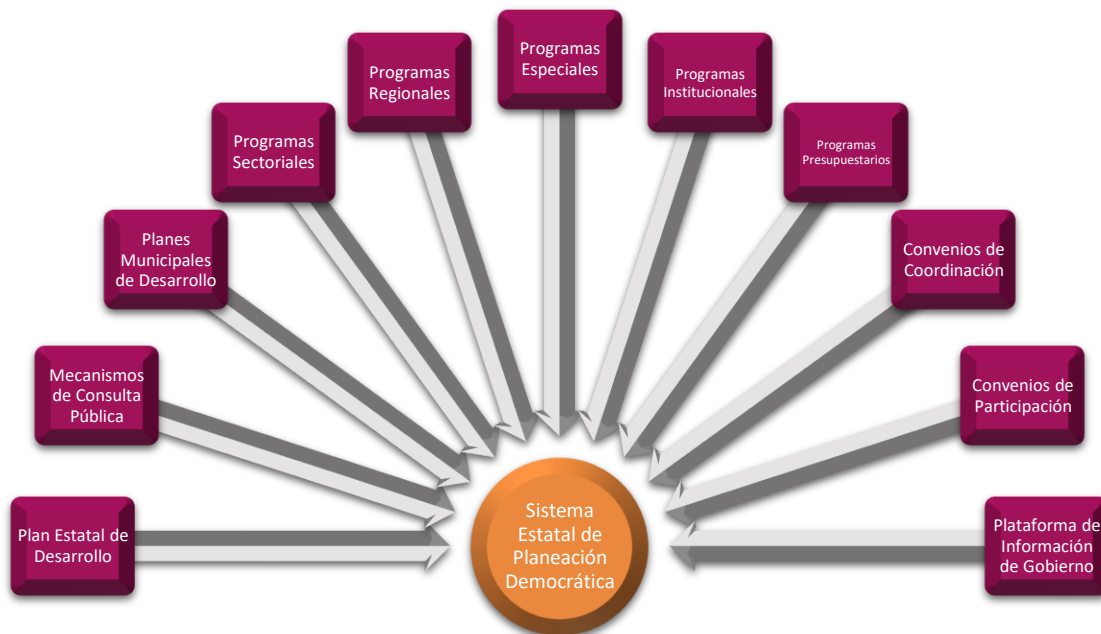 Plan Estatal de
Desarrollo
Mecanismos
de Consulta
Pública
Planes
Municipales
de Desarrollo
Programas
Sectoriales
Programas
Regionales
Programas
Especiales
Programas
Institucionales
Programas
Presupuestarios
Convenios de
Coordinación
Convenios de
Participación
Plataforma de
Información
de Gobierno
Sistema
Estatal de
Planeación
Democrática